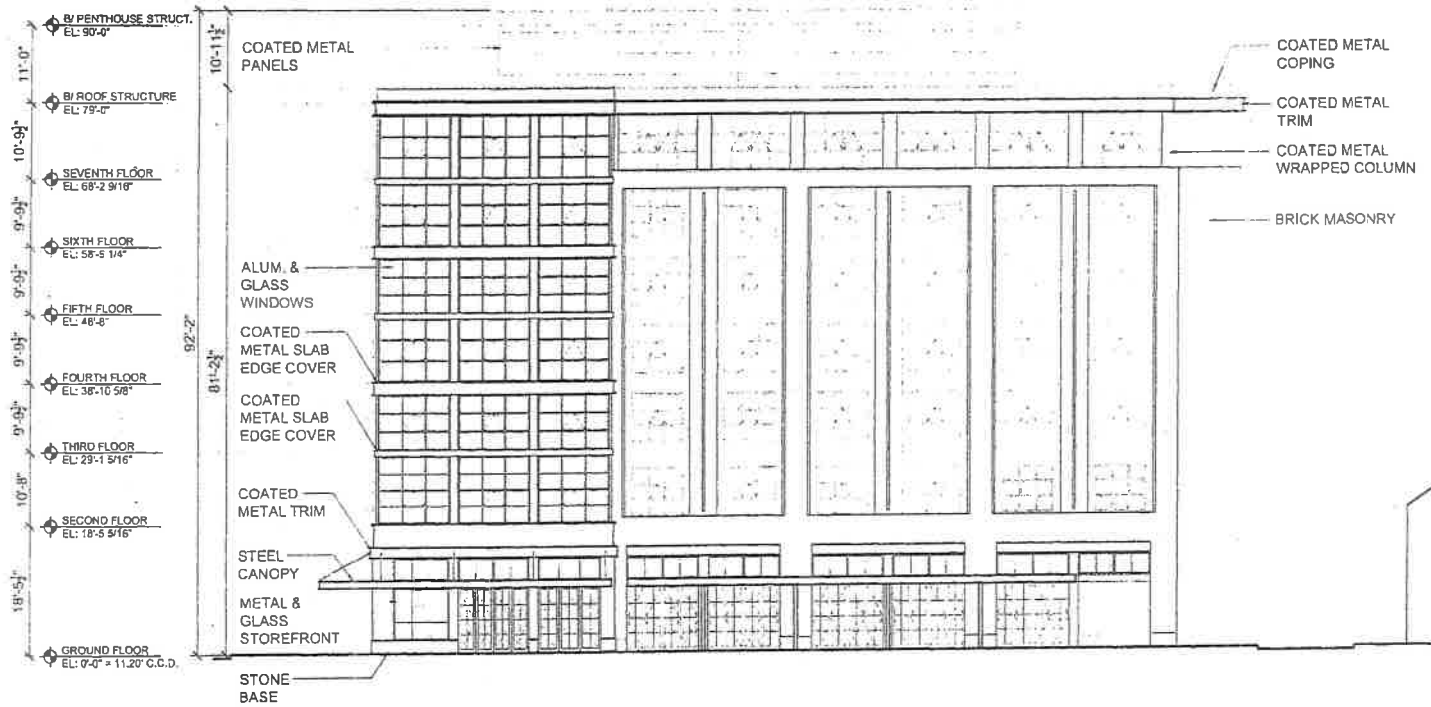 B/ PENTHOUSE STRUCT.
EL: 90'-0"
11'-0"
B/ ROOF STRUCTURE
EL: 79'-0"
10'-9½"
SEVENTH FLOOR
EL: 68'-2 9/16"
9'-9¼"
SIXTH FLOOR
EL: 58'-5 1/4"
9'-9¼"
FIFTH FLOOR
EL: 48'-8"
9'-9¼"
FOURTH FLOOR
EL: 38'-10 5/8"
9'-9¼"
THIRD FLOOR
EL: 29'-1 5/16"
10'-8"
SECOND FLOOR
EL: 18'-5 5/16"
18'-5¼"
GROUND FLOOR
EL: 0'-0" = 11.20' C.C.D.
92'-2"
10'-11½"
81'-2½"
COATED METAL
PANELS
ALUM. &
GLASS
WINDOWS
COATED
METAL SLAB
EDGE COVER
COATED
METAL SLAB
EDGE COVER
COATED
METAL TRIM
STEEL
CANOPY
METAL &
GLASS
STOREFRONT
STONE
BASE
COATED METAL
COPING
COATED METAL
TRIM
COATED METAL
WRAPPED COLUMN
BRICK MASONRY